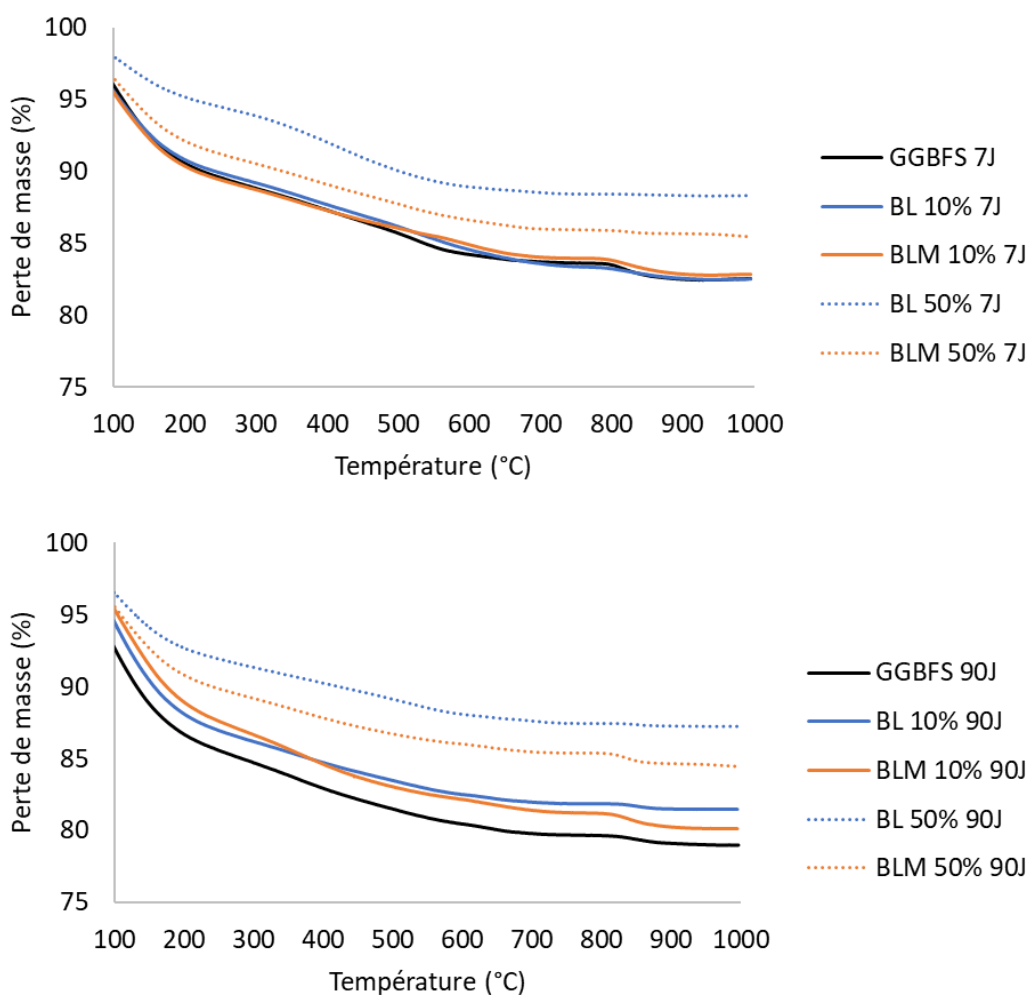 100
95
90
85
80
75
Perte de masse (%)
100 200 300 400 500 600 700 800 900 1000
Température (°C)
GGBFS 7J
BL 10% 7J
BLM 10% 7J
BL 50% 7J
BLM 50% 7J
100
95
90
85
80
75
Perte de masse (%)
100 200 300 400 500 600 700 800 900 1000
Température (°C)
GGBFS 90J
BL 10% 90J
BLM 10% 90J
BL 50% 90J
BLM 50% 90J